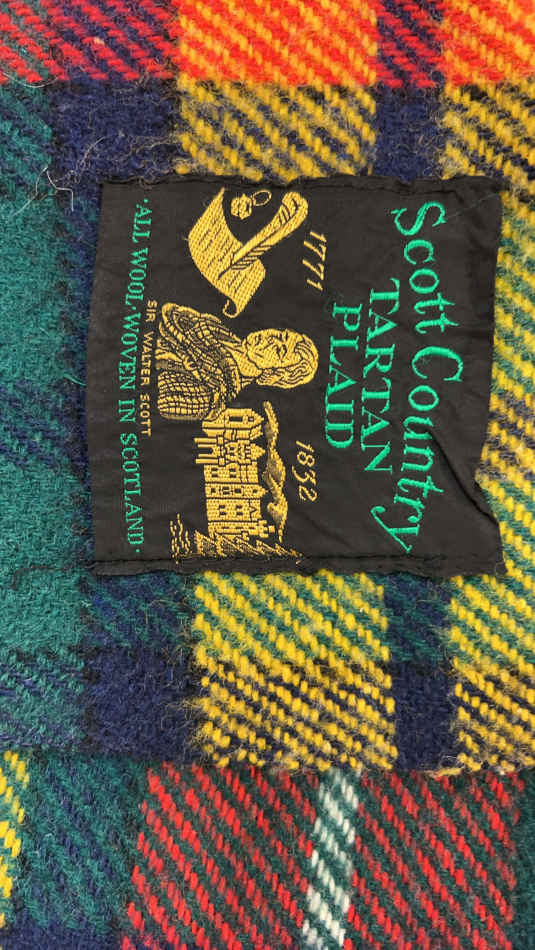 Scott Country
TARTAN
PLAID
1771
1832
SIR WALTER SCOTT
·ALL WOOL·WOVEN IN SCOTLAND·